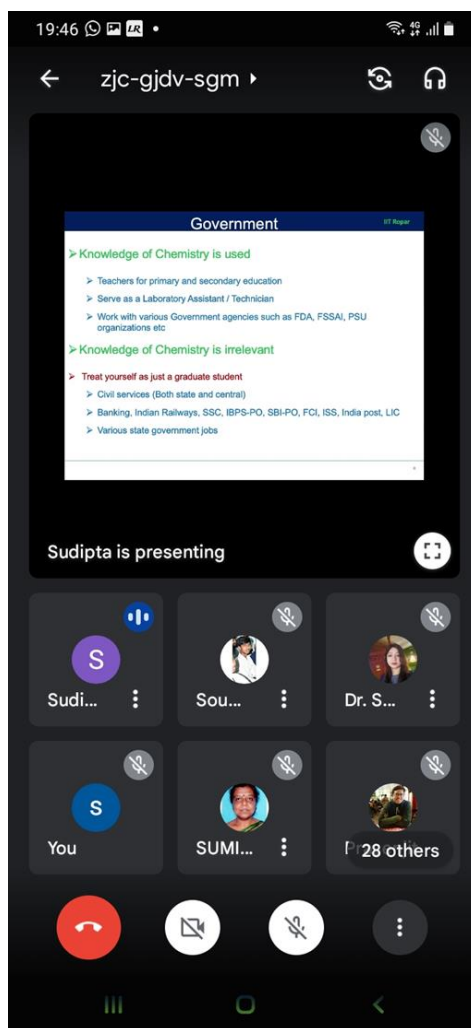 19:46
4G
zjc-gjdv-sgm
Government
IIT Ropar
Knowledge of Chemistry is used
Teachers for primary and secondary education
Serve as a Laboratory Assistant / Technician
Work with various Government agencies such as FDA, FSSAI, PSU
organizations etc
Knowledge of Chemistry is irrelevant
Treat yourself as just a graduate student
Civil services (Both state and central)
Banking, Indian Railways, SSC, IBPS-PO, SBI-PO, FCI, ISS, India post, LIC
Various state government jobs
Sudipta is presenting
S
Sudi...
Sou...
Dr. S...
S
You
SUMI...
28 others